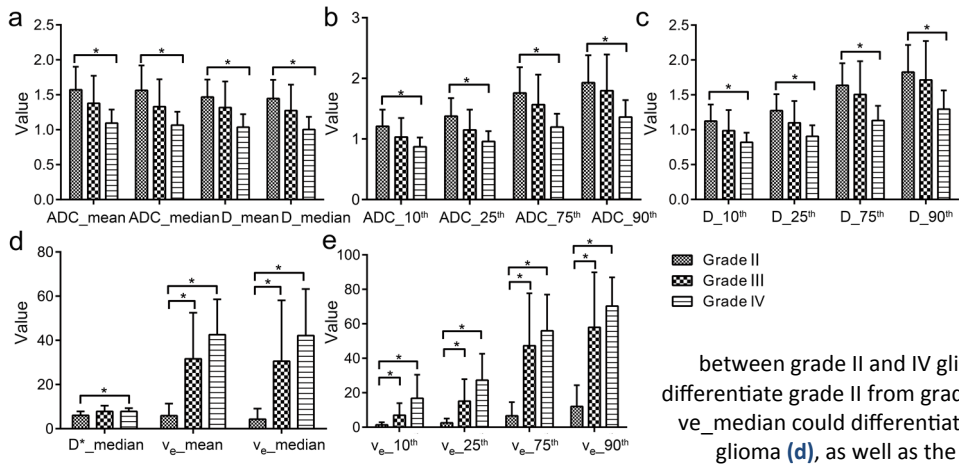 a
b
c
2.5
2.0
1.5
1.0
0.5
0.0
Value
*
*
*
*
ADC_mean
ADC_median
D_mean
D_median
3
2
1
0
Value
*
*
*
*
ADC_10th
ADC_25th
ADC_75th
ADC_90th
2.5
2.0
1.5
1.0
0.5
0.0
Value
*
*
*
*
D_10th
D_25th
D_75th
D_90th
d
e
80
60
40
20
0
Value
*
*
*
*
*
D*_median
ve_mean
ve_median
100
80
60
40
20
0
Value
*
*
*
*
*
*
*
*
ve_10th
ve_25th
ve_75th
ve_90th
Grade II
Grade III
Grade IV
between grade II and IV gli
differentiate grade II from grad
ve_median could differentiat
glioma (d), as well as the